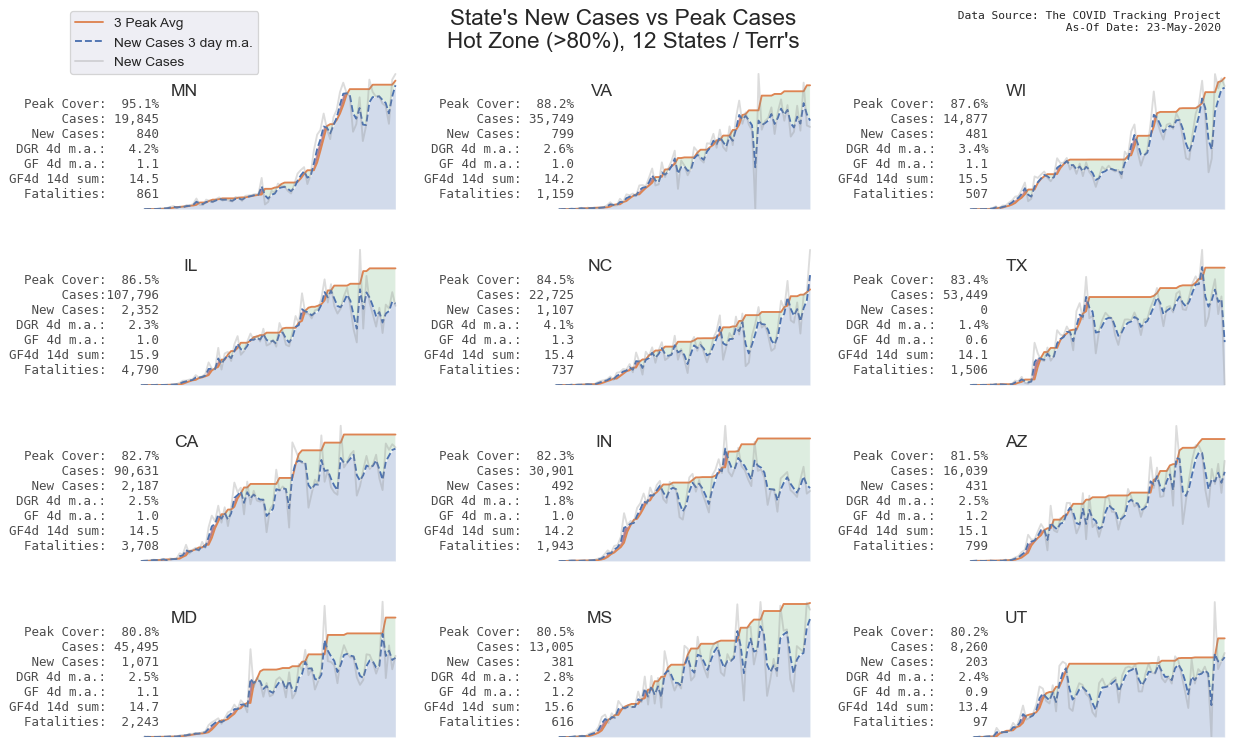 3 Peak Avg
New Cases 3 day m.a.
New Cases
State's New Cases vs Peak Cases
Hot Zone (>80%), 12 States / Terr's
Data Source: The COVID Tracking Project
As-Of Date: 23-May-2020
MN
Peak Cover: 95.1%
Cases: 19,845
New Cases: 840
DGR 4d m.a.: 4.2%
GF 4d m.a.: 1.1
GF4d 14d sum: 14.5
Fatalities: 861
VA
Peak Cover: 88.2%
Cases: 35,749
New Cases: 799
DGR 4d m.a.: 2.6%
GF 4d m.a.: 1.0
GF4d 14d sum: 14.2
Fatalities: 1,159
WI
Peak Cover: 87.6%
Cases: 14,877
New Cases: 481
DGR 4d m.a.: 3.4%
GF 4d m.a.: 1.1
GF4d 14d sum: 15.5
Fatalities: 507
IL
Peak Cover: 86.5%
Cases:107,796
New Cases: 2,352
DGR 4d m.a.: 2.3%
GF 4d m.a.: 1.0
GF4d 14d sum: 15.9
Fatalities: 4,790
NC
Peak Cover: 84.5%
Cases: 22,725
New Cases: 1,107
DGR 4d m.a.: 4.1%
GF 4d m.a.: 1.3
GF4d 14d sum: 15.4
Fatalities: 737
TX
Peak Cover: 83.4%
Cases: 53,449
New Cases: 0
DGR 4d m.a.: 1.4%
GF 4d m.a.: 0.6
GF4d 14d sum: 14.1
Fatalities: 1,506
CA
Peak Cover: 82.7%
Cases: 90,631
New Cases: 2,187
DGR 4d m.a.: 2.5%
GF 4d m.a.: 1.0
GF4d 14d sum: 14.5
Fatalities: 3,708
IN
Peak Cover: 82.3%
Cases: 30,901
New Cases: 492
DGR 4d m.a.: 1.8%
GF 4d m.a.: 1.0
GF4d 14d sum: 14.2
Fatalities: 1,943
AZ
Peak Cover: 81.5%
Cases: 16,039
New Cases: 431
DGR 4d m.a.: 2.5%
GF 4d m.a.: 1.2
GF4d 14d sum: 15.1
Fatalities: 799
MD
Peak Cover: 80.8%
Cases: 45,495
New Cases: 1,071
DGR 4d m.a.: 2.5%
GF 4d m.a.: 1.1
GF4d 14d sum: 14.7
Fatalities: 2,243
MS
Peak Cover: 80.5%
Cases: 13,005
New Cases: 381
DGR 4d m.a.: 2.8%
GF 4d m.a.: 1.2
GF4d 14d sum: 15.6
Fatalities: 616
UT
Peak Cover: 80.2%
Cases: 8,260
New Cases: 203
DGR 4d m.a.: 2.4%
GF 4d m.a.: 0.9
GF4d 14d sum: 13.4
Fatalities: 97